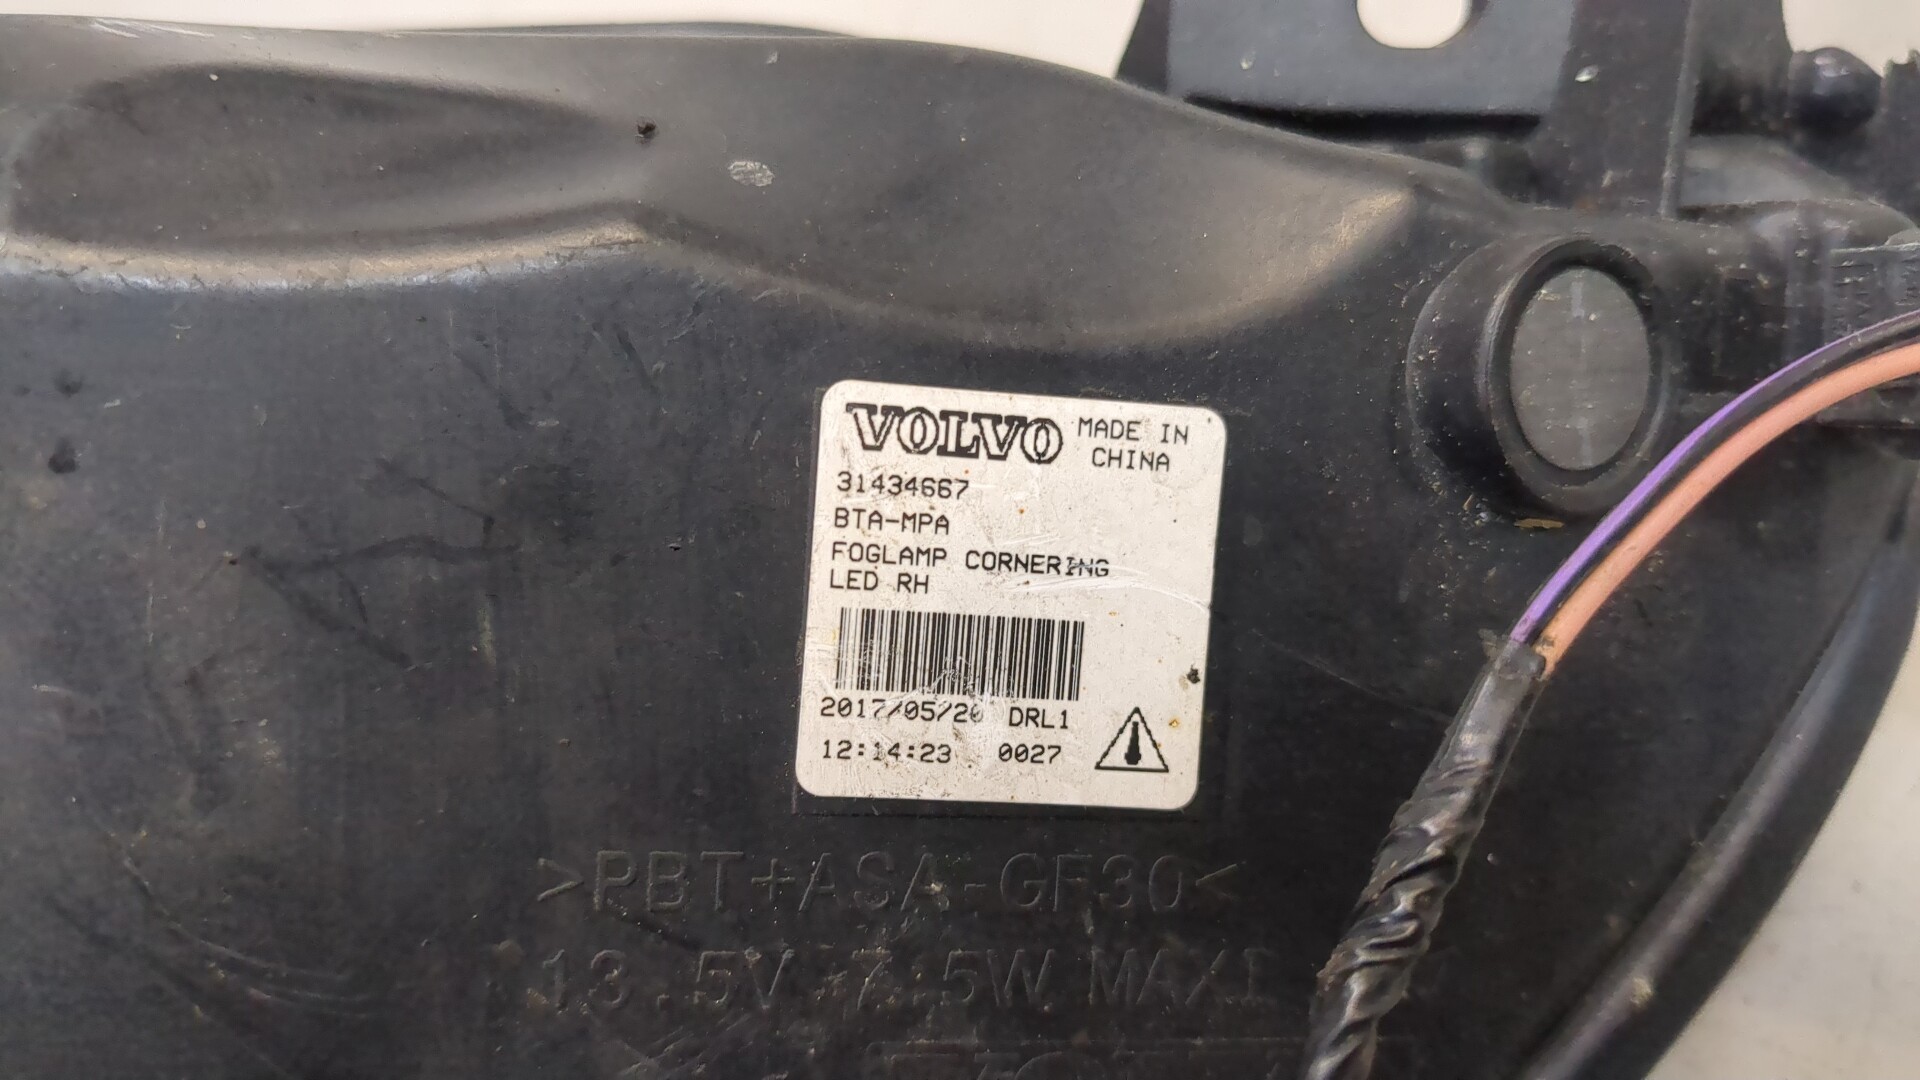 VOLVO MADE IN
CHINA
31434667
BTA-MPA
FOGLAMP CORNERING
LED RH
2017/05/20 DRL1
12:14:23 0027
>PBT+ASA-GF30<
13.5V 7.5W MAXI